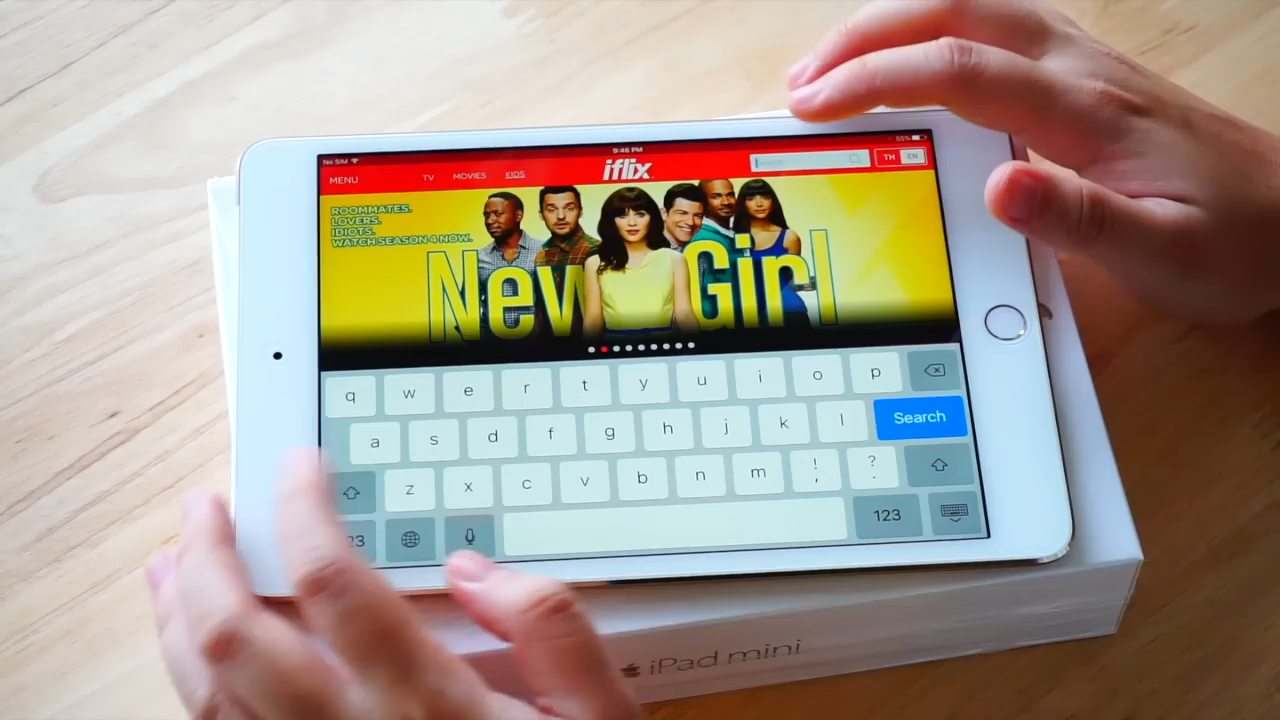 No SIM
9:46 PM
55%
MENU
TV
MOVIES
KIDS
iflix
TH
EN
ROOMMATES.
LOVERS.
IDIOTS.
WATCH SEASON 4 NOW.
New Girl
q w e r t y u i o p
a s d f g h j k l Search
z x c v b n m ! , ? .
23
123
iPad mini